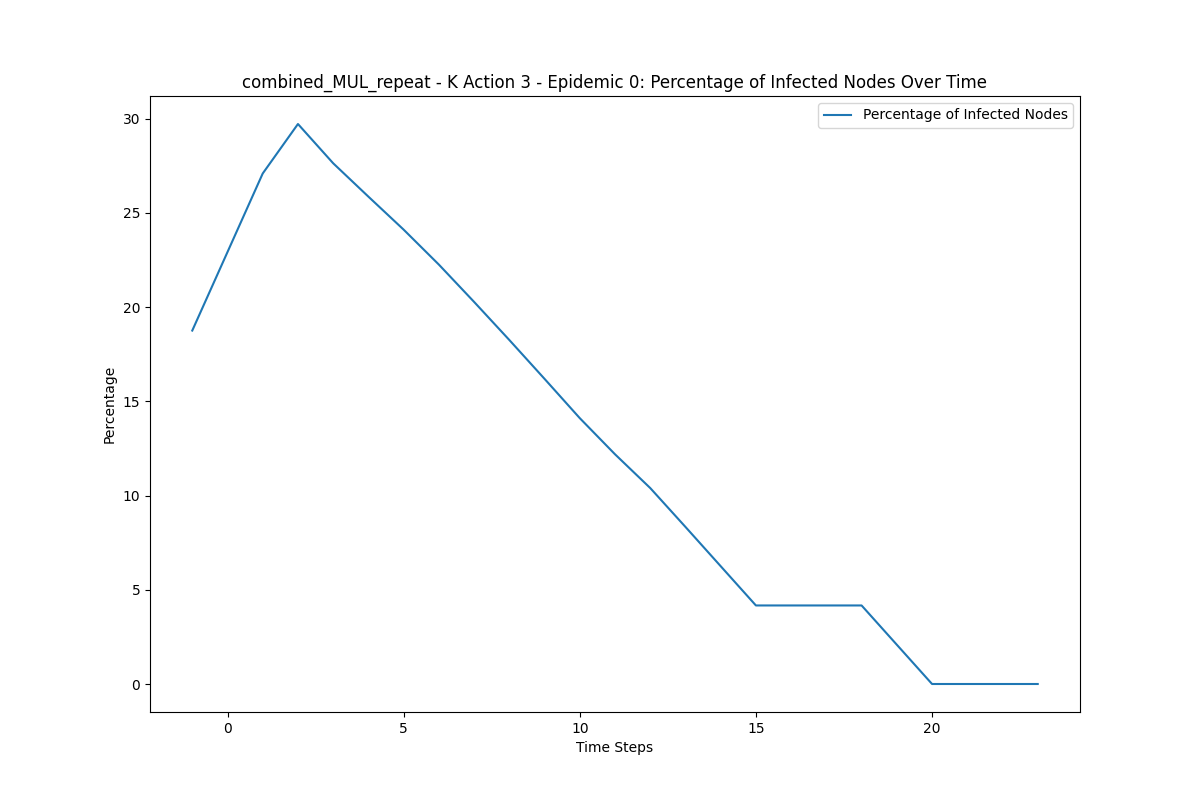 combined_MUL_repeat - K Action 3 - Epidemic 0: Percentage of Infected Nodes Over Time
Percentage of Infected Nodes
30
25
20
15
10
5
0
Percentage
0 5 10 15 20
Time Steps